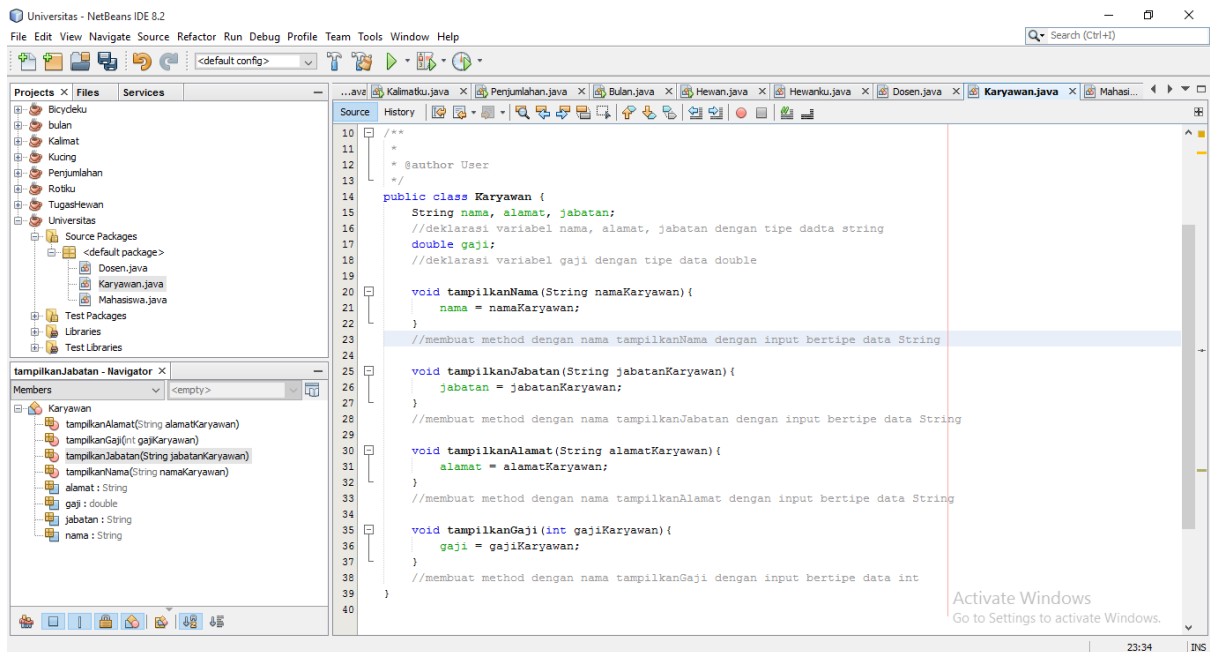 Universitas - NetBeans IDE 8.2
File Edit View Navigate Source Refactor Run Debug Profile Team Tools Window Help
Search (Ctrl+I)
<default config>
Projects Files Services
...ava Kalimatku.java Penjumlahan.java Bulan.java Hewan.java Hewanku.java Dosen.java Karyawan.java Mahasi...
Source History
Bicycleku
bulan
Kalimat
Kucing
Penjumlahan
Rotiku
TugasHewan
Universitas
Source Packages
<default package>
Dosen.java
Karyawan.java
Mahasiswa.java
Test Packages
Libraries
Test Libraries
tampilkanJabatan - Navigator
Members <empty>
Karyawan
tampilkanAlamat(String alamatKaryawan)
tampilkanGaji(int gajiKaryawan)
tampilkanJabatan(String jabatanKaryawan)
tampilkanNama(String namaKaryawan)
alamat : String
gaji : double
jabatan : String
nama : String
10 /**
11 *
12 * @author User
13 */
14 public class Karyawan {
15 String nama, alamat, jabatan;
16 //deklarasi variabel nama, alamat, jabatan dengan tipe dadta string
17 double gaji;
18 //deklarasi variabel gaji dengan tipe data double
19
20 void tampilkanNama(String namaKaryawan){
21 nama = namaKaryawan;
22 }
23 //membuat method dengan nama tampilkanNama dengan input bertipe data String
24
25 void tampilkanJabatan(String jabatanKaryawan){
26 jabatan = jabatanKaryawan;
27 }
28 //membuat method dengan nama tampilkanJabatan dengan input bertipe data String
29
30 void tampilkanAlamat(String alamatKaryawan){
31 alamat = alamatKaryawan;
32 }
33 //membuat method dengan nama tampilkanAlamat dengan input bertipe data String
34
35 void tampilkanGaji(int gajiKaryawan){
36 gaji = gajiKaryawan;
37 }
38 //membuat method dengan nama tampilkanGaji dengan input bertipe data int
39 }
40
Activate Windows
Go to Settings to activate Windows.
23:34 INS